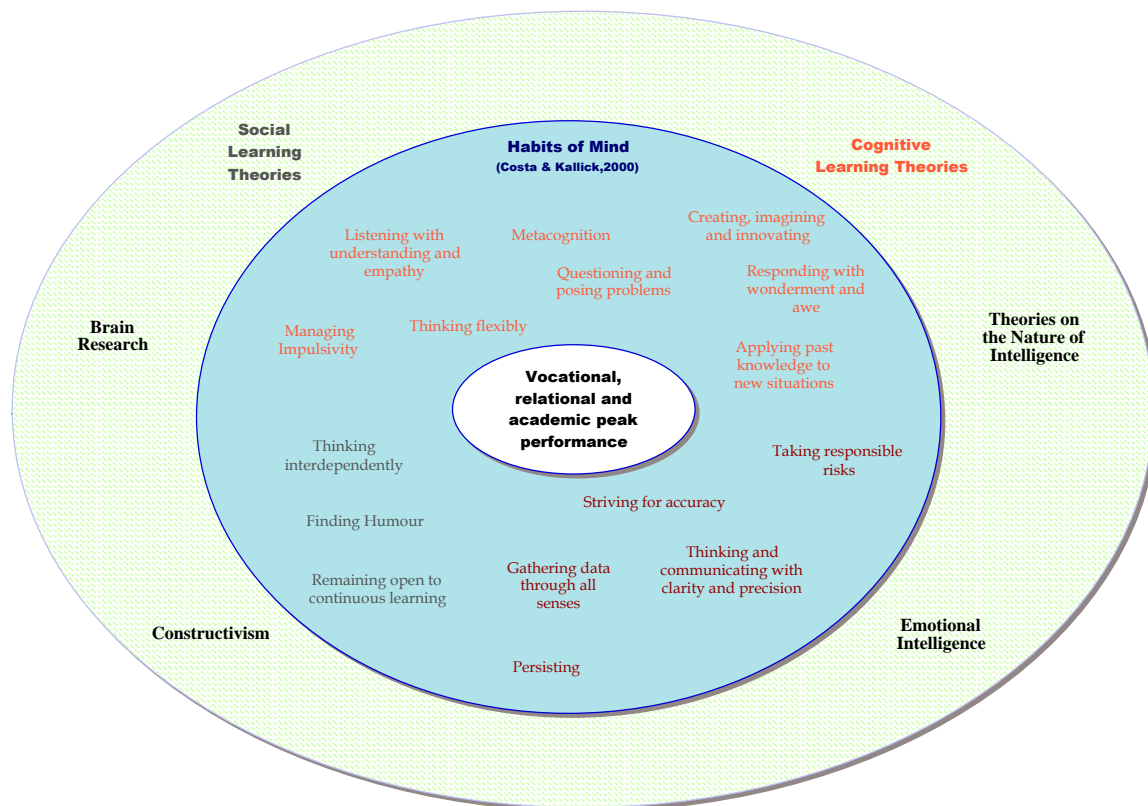 Social
Learning
Theories
Habits of Mind
(Costa & Kallick,2000)
Cognitive
Learning Theories
Listening with
understanding and
empathy
Metacognition
Creating, imagining
and innovating
Questioning and
posing problems
Responding with
wonderment and
awe
Brain
Research
Managing
Impulsivity
Thinking flexibly
Theories on
the Nature of
Intelligence
Applying past
knowledge to
new situations
Vocational,
relational and
academic peak
performance
Thinking
interdependently
Taking responsible
risks
Striving for accuracy
Finding Humour
Remaining open to
continuous learning
Gathering data
through all
senses
Thinking and
communicating with
clarity and precision
Constructivism
Emotional
Intelligence
Persisting